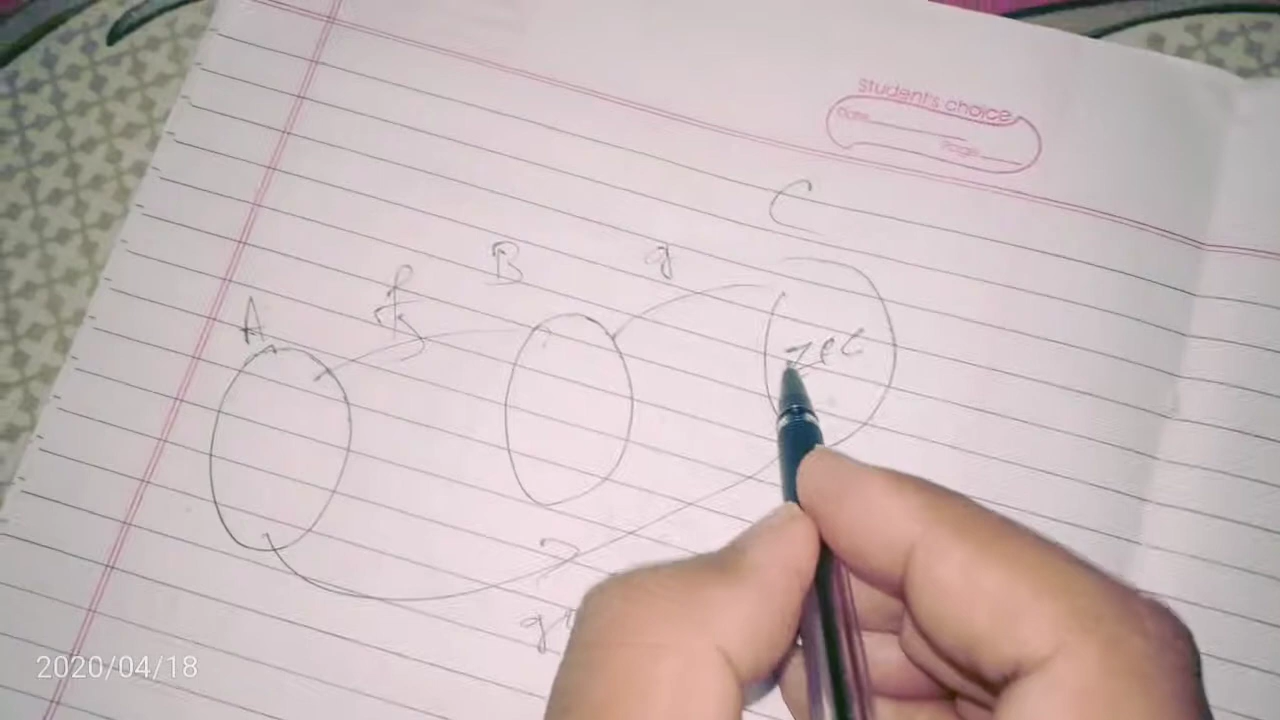 student's choice
Date
Page
C
A f B g
z ∈ C
2020/04/18